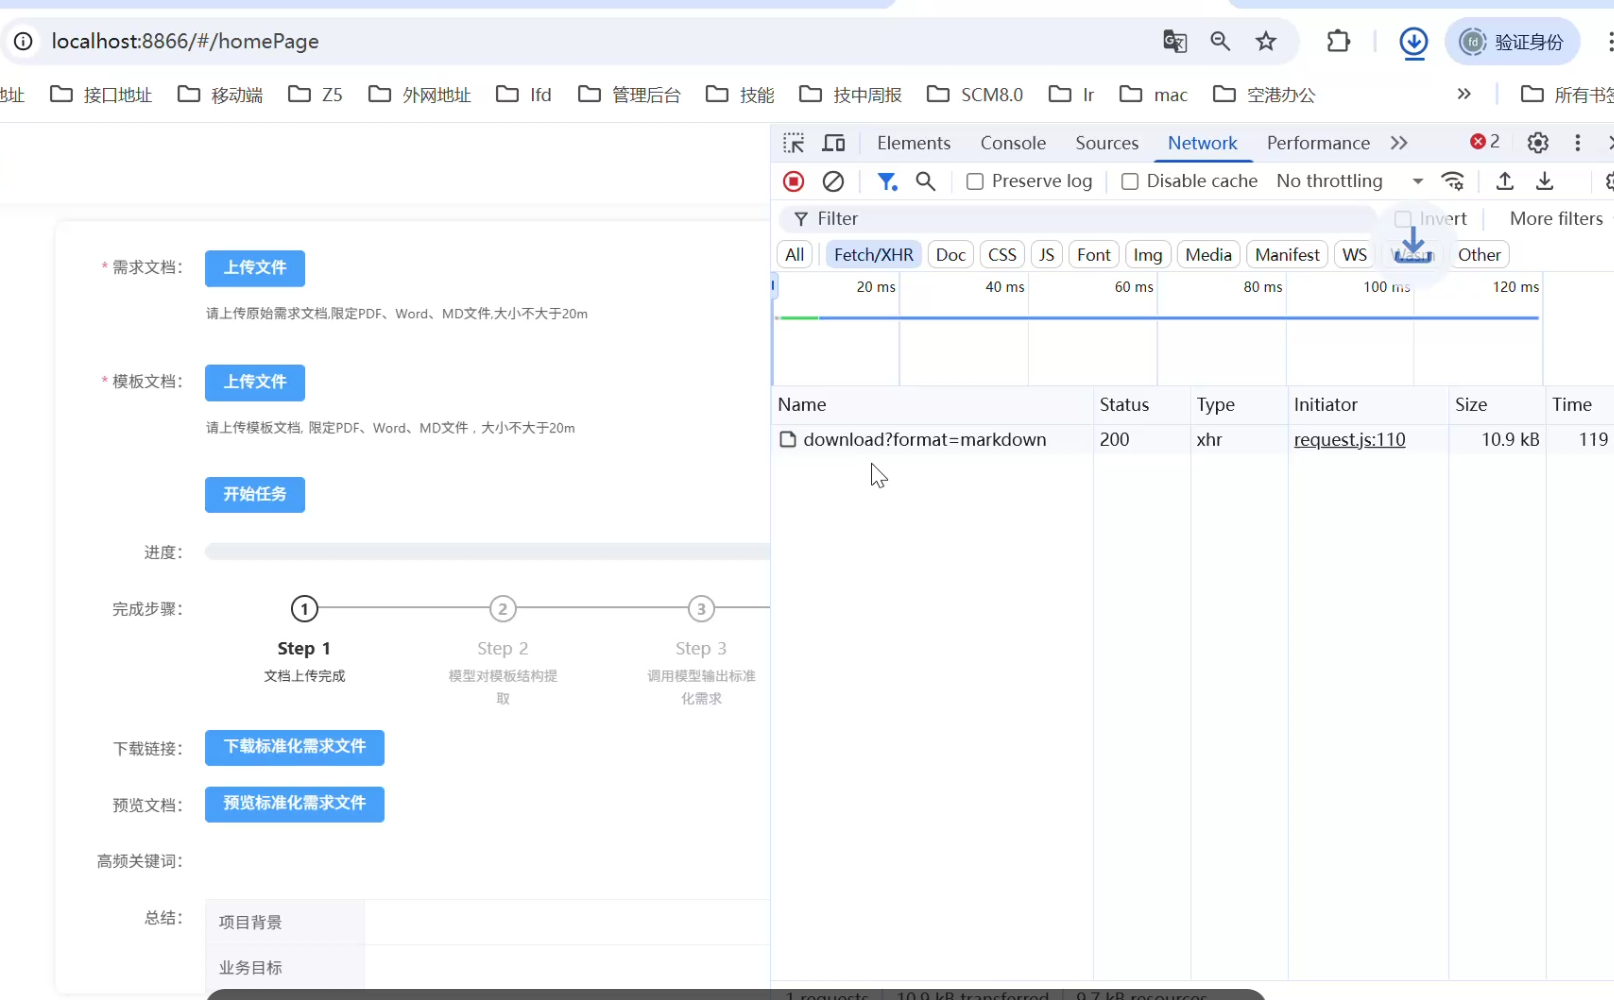 localhost:8866/#/homePage
fd 验证身份
地址 接口地址 移动端 Z5 外网地址 lfd 管理后台 技能 技中周报 SCM8.0 lr mac 空港办公 » 所有书签
Elements Console Sources Network Performance » 2
Preserve log Disable cache No throttling
Filter Invert More filters
All Fetch/XHR Doc CSS JS Font Img Media Manifest WS Wasm Other
20 ms 40 ms 60 ms 80 ms 100 ms 120 ms
Name Status Type Initiator Size Time
download?format=markdown 200 xhr request.js:110 10.9 kB 119
1 requests 10.9 kB transferred 9.7 kB resources
* 需求文档: 上传文件
请上传原始需求文档,限定PDF、Word、MD文件,大小不大于20m
* 模板文档: 上传文件
请上传模板文档, 限定PDF、Word、MD文件，大小不大于20m
开始任务
进度:
完成步骤: 1 2 3
Step 1 Step 2 Step 3
文档上传完成 模型对模板结构提 调用模型输出标准
取 化需求
下载链接: 下载标准化需求文件
预览文档: 预览标准化需求文件
高频关键词:
总结: 项目背景
业务目标